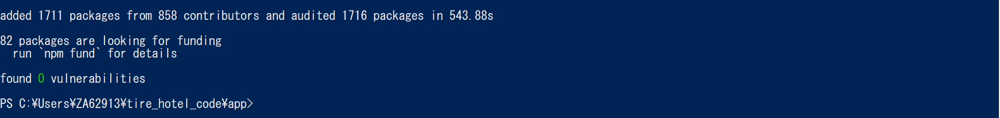 added 1711 packages from 858 contributors and audited 1716 packages in 543.88s
82 packages are looking for funding
run `npm fund` for details
found 0 vulnerabilities
PS C:¥Users¥ZA62913¥tire_hotel_code¥app>